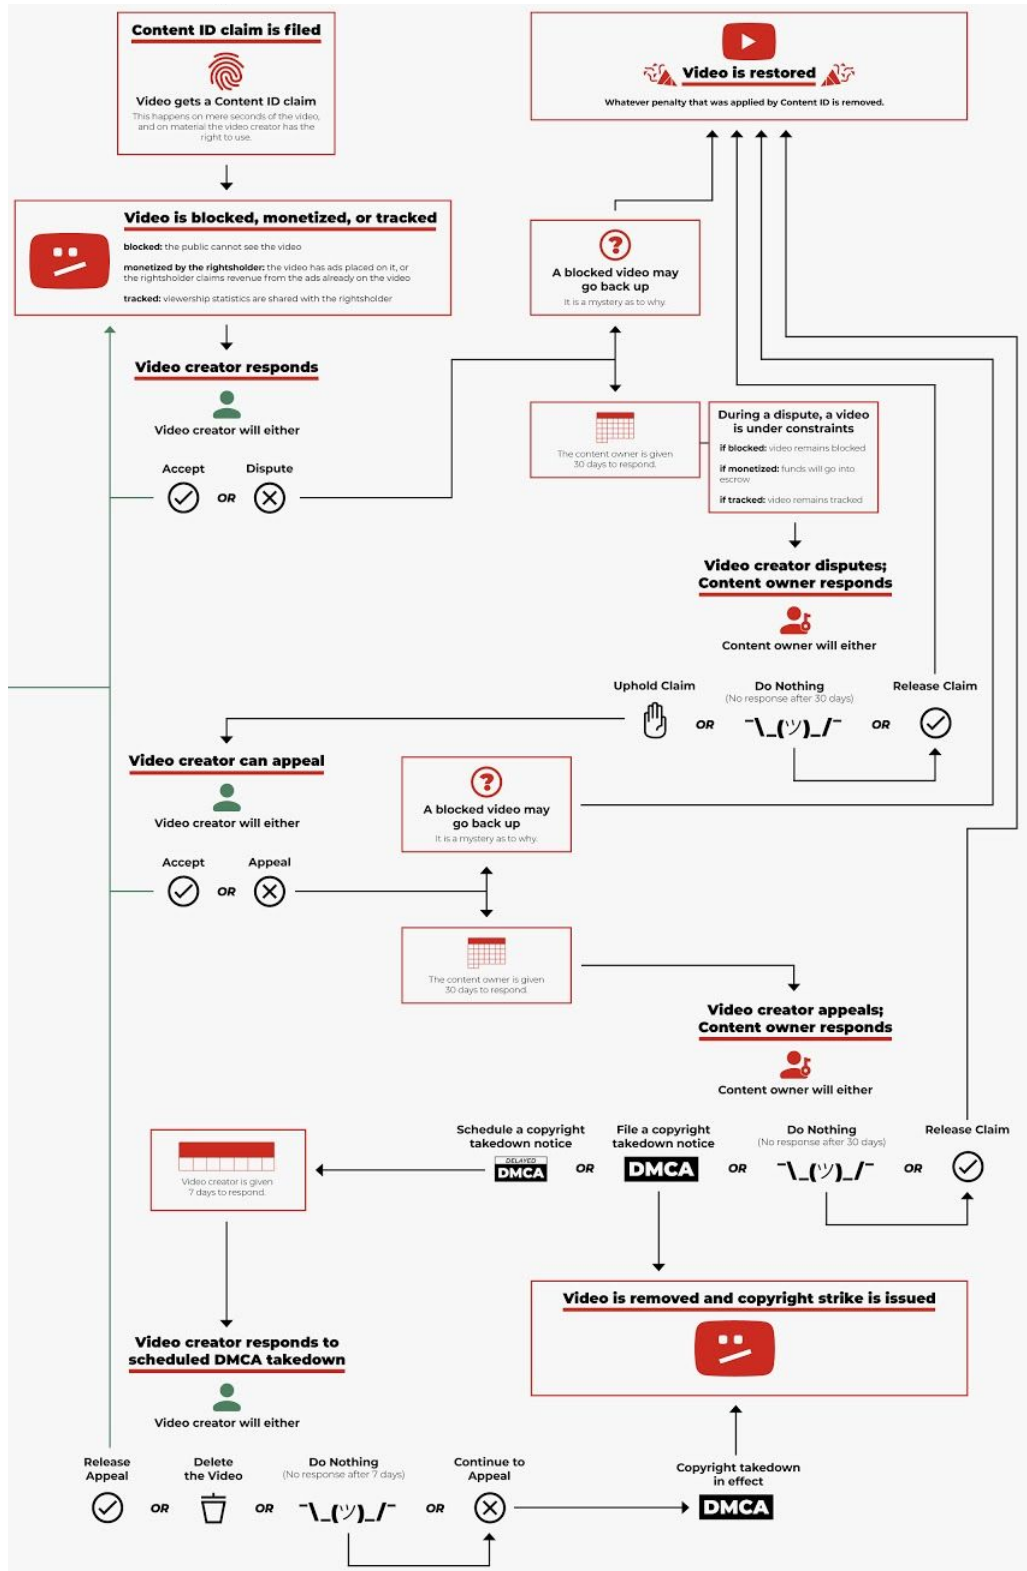 Content ID claim is filed
Video gets a Content ID claim
This happens on mere seconds of the video,
and on material the video creator has the
right to use.
Video is restored
Whatever penalty that was applied by Content ID is removed.
Video is blocked, monetized, or tracked
blocked: the public cannot see the video
monetized by the rightsholder: the video has ads placed on it, or
the rightsholder claims revenue from the ads already on the video
tracked: viewership statistics are shared with the rightsholder
A blocked video may
go back up
It is a mystery as to why.
Video creator responds
Video creator will either
Accept
OR
Dispute
The content owner is given
30 days to respond.
During a dispute, a video
is under constraints
if blocked: video remains blocked
if monetized: funds will go into
escrow
if tracked: video remains tracked
Video creator disputes;
Content owner responds
Content owner will either
Uphold Claim
OR
Do Nothing
(No response after 30 days)
¯\_(ツ)_/¯
OR
Release Claim
Video creator can appeal
Video creator will either
Accept
OR
Appeal
A blocked video may
go back up
It is a mystery as to why.
The content owner is given
30 days to respond.
Video creator appeals;
Content owner responds
Content owner will either
Schedule a copyright
takedown notice
DELAYED
DMCA
OR
File a copyright
takedown notice
DMCA
OR
Do Nothing
(No response after 30 days)
¯\_(ツ)_/¯
OR
Release Claim
Video creator is given
7 days to respond.
Video is removed and copyright strike is issued
Video creator responds to
scheduled DMCA takedown
Video creator will either
Release
Appeal
OR
Delete
the Video
OR
Do Nothing
(No response after 7 days)
¯\_(ツ)_/¯
OR
Continue to
Appeal
Copyright takedown
in effect
DMCA